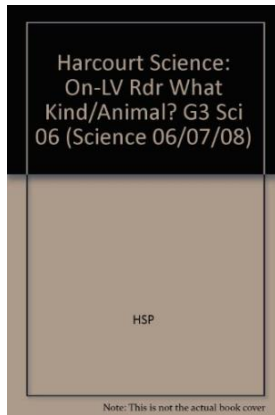 Harcourt Science:
On-LV Rdr What
Kind/Animal? G3 Sci
06 (Science 06/07/08)
HSP
Note: This is not the actual book cover